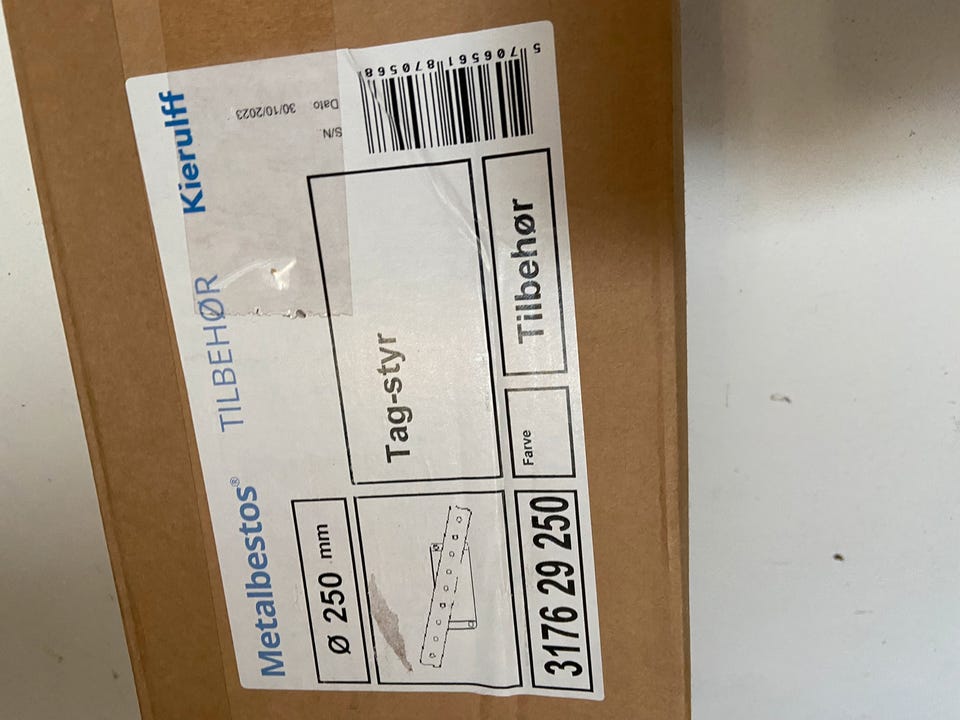 Metalbestos® TILBEHØR Kierulff
Ø 250 mm
Tag-styr
S/N.
Dato 30/10/2023
3176 29 250
Farve
Tilbehør
5 706561 870568